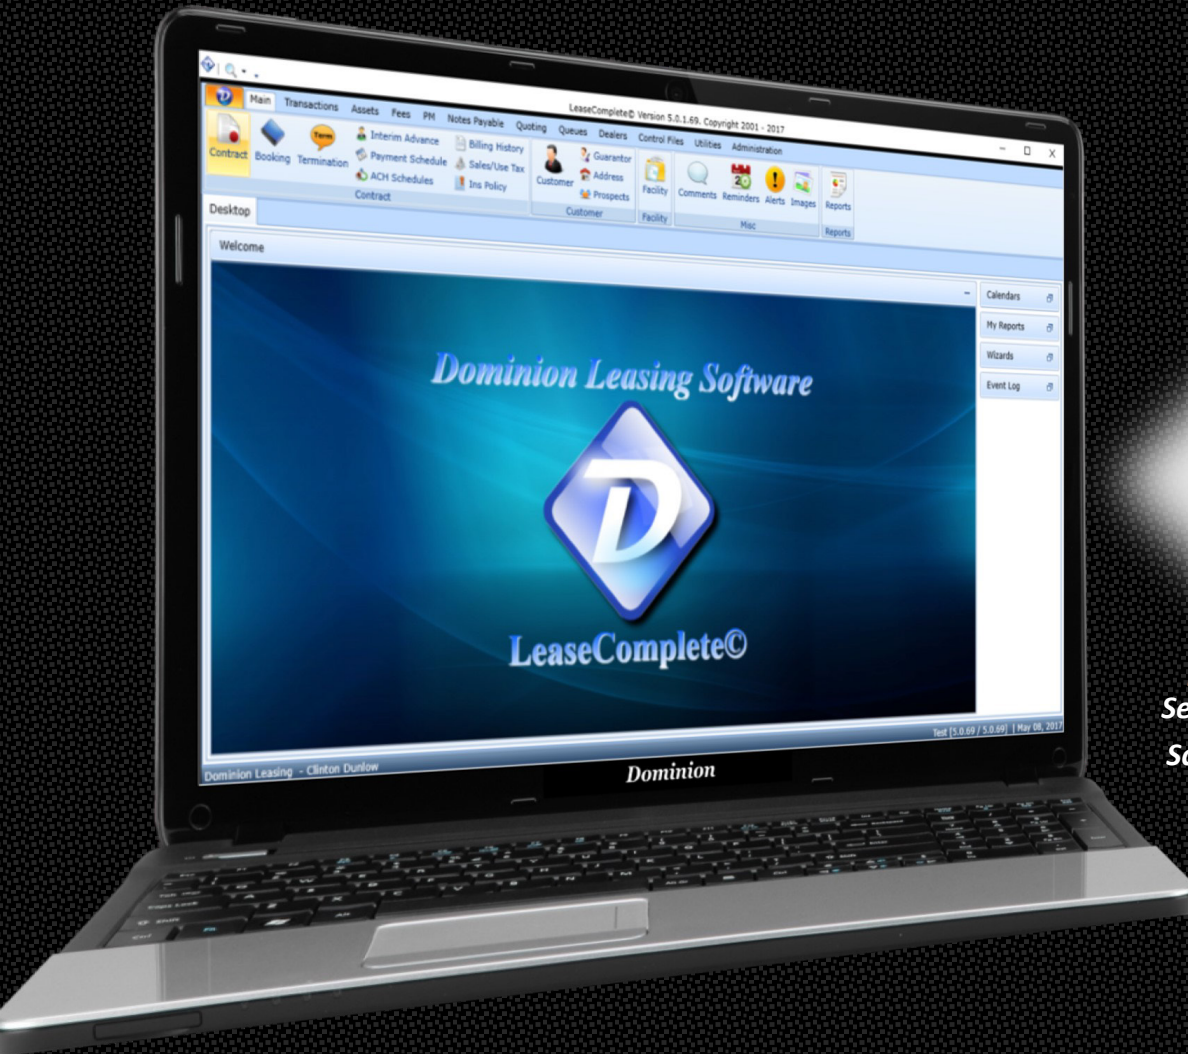 LeaseComplete© Version 5.0.1.69. Copyright 2001 - 2017
Main Transactions Assets Fees PM Notes Payable Quoting Queues Dealers Control Files Utilities Administration
Contract
Booking
Term
Termination
Interim Advance
Payment Schedule
ACH Schedules
Billing History
Sales/Use Tax
Ins Policy
Contract
Customer
Guarantor
Address
Prospects
Customer
Facility
Facility
Comments
20
Reminders
Alerts
Images
Misc
Reports
Reports
Desktop
Welcome
Calendars
My Reports
Wizards
Event Log
Dominion Leasing Software
D
LeaseComplete©
Dominion Leasing - Clinton Dunlow
Test [5.0.69 / 5.0.69] | May 08, 2017
Dominion
Se